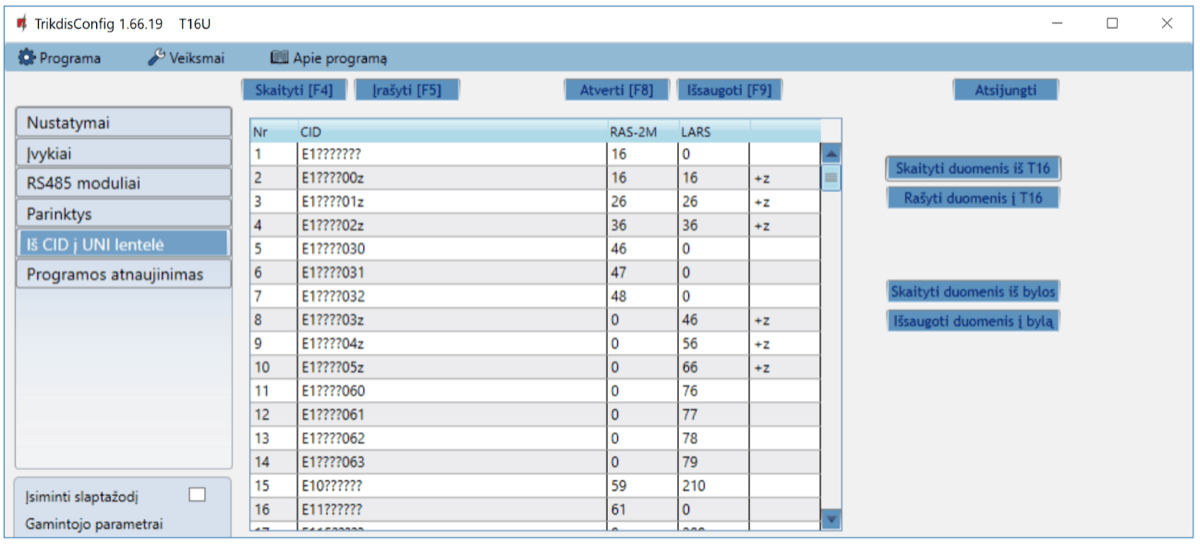 TrikdisConfig 1.66.19 T16U
Programa Veiksmai Apie programą
Skaityti [F4] Įrašyti [F5] Atverti [F8] Išsaugoti [F9] Atsijungti
Nustatymai
Įvykiai
RS485 moduliai
Parinktys
Iš CID į UNI lentelė
Programos atnaujinimas
Įsiminti slaptažodį
Gamintojo parametrai
Nr CID RAS-2M LARS
1 E1??????? 16 0
2 E1????00z 16 16 +z
3 E1????01z 26 26 +z
4 E1????02z 36 36 +z
5 E1????030 46 0
6 E1????031 47 0
7 E1????032 48 0
8 E1????03z 0 46 +z
9 E1????04z 0 56 +z
10 E1????05z 0 66 +z
11 E1????060 0 76
12 E1????061 0 77
13 E1????062 0 78
14 E1????063 0 79
15 E10?????? 59 210
16 E11?????? 61 0
Skaityti duomenis iš T16
Rašyti duomenis į T16
Skaityti duomenis iš bylos
Išsaugoti duomenis į bylą